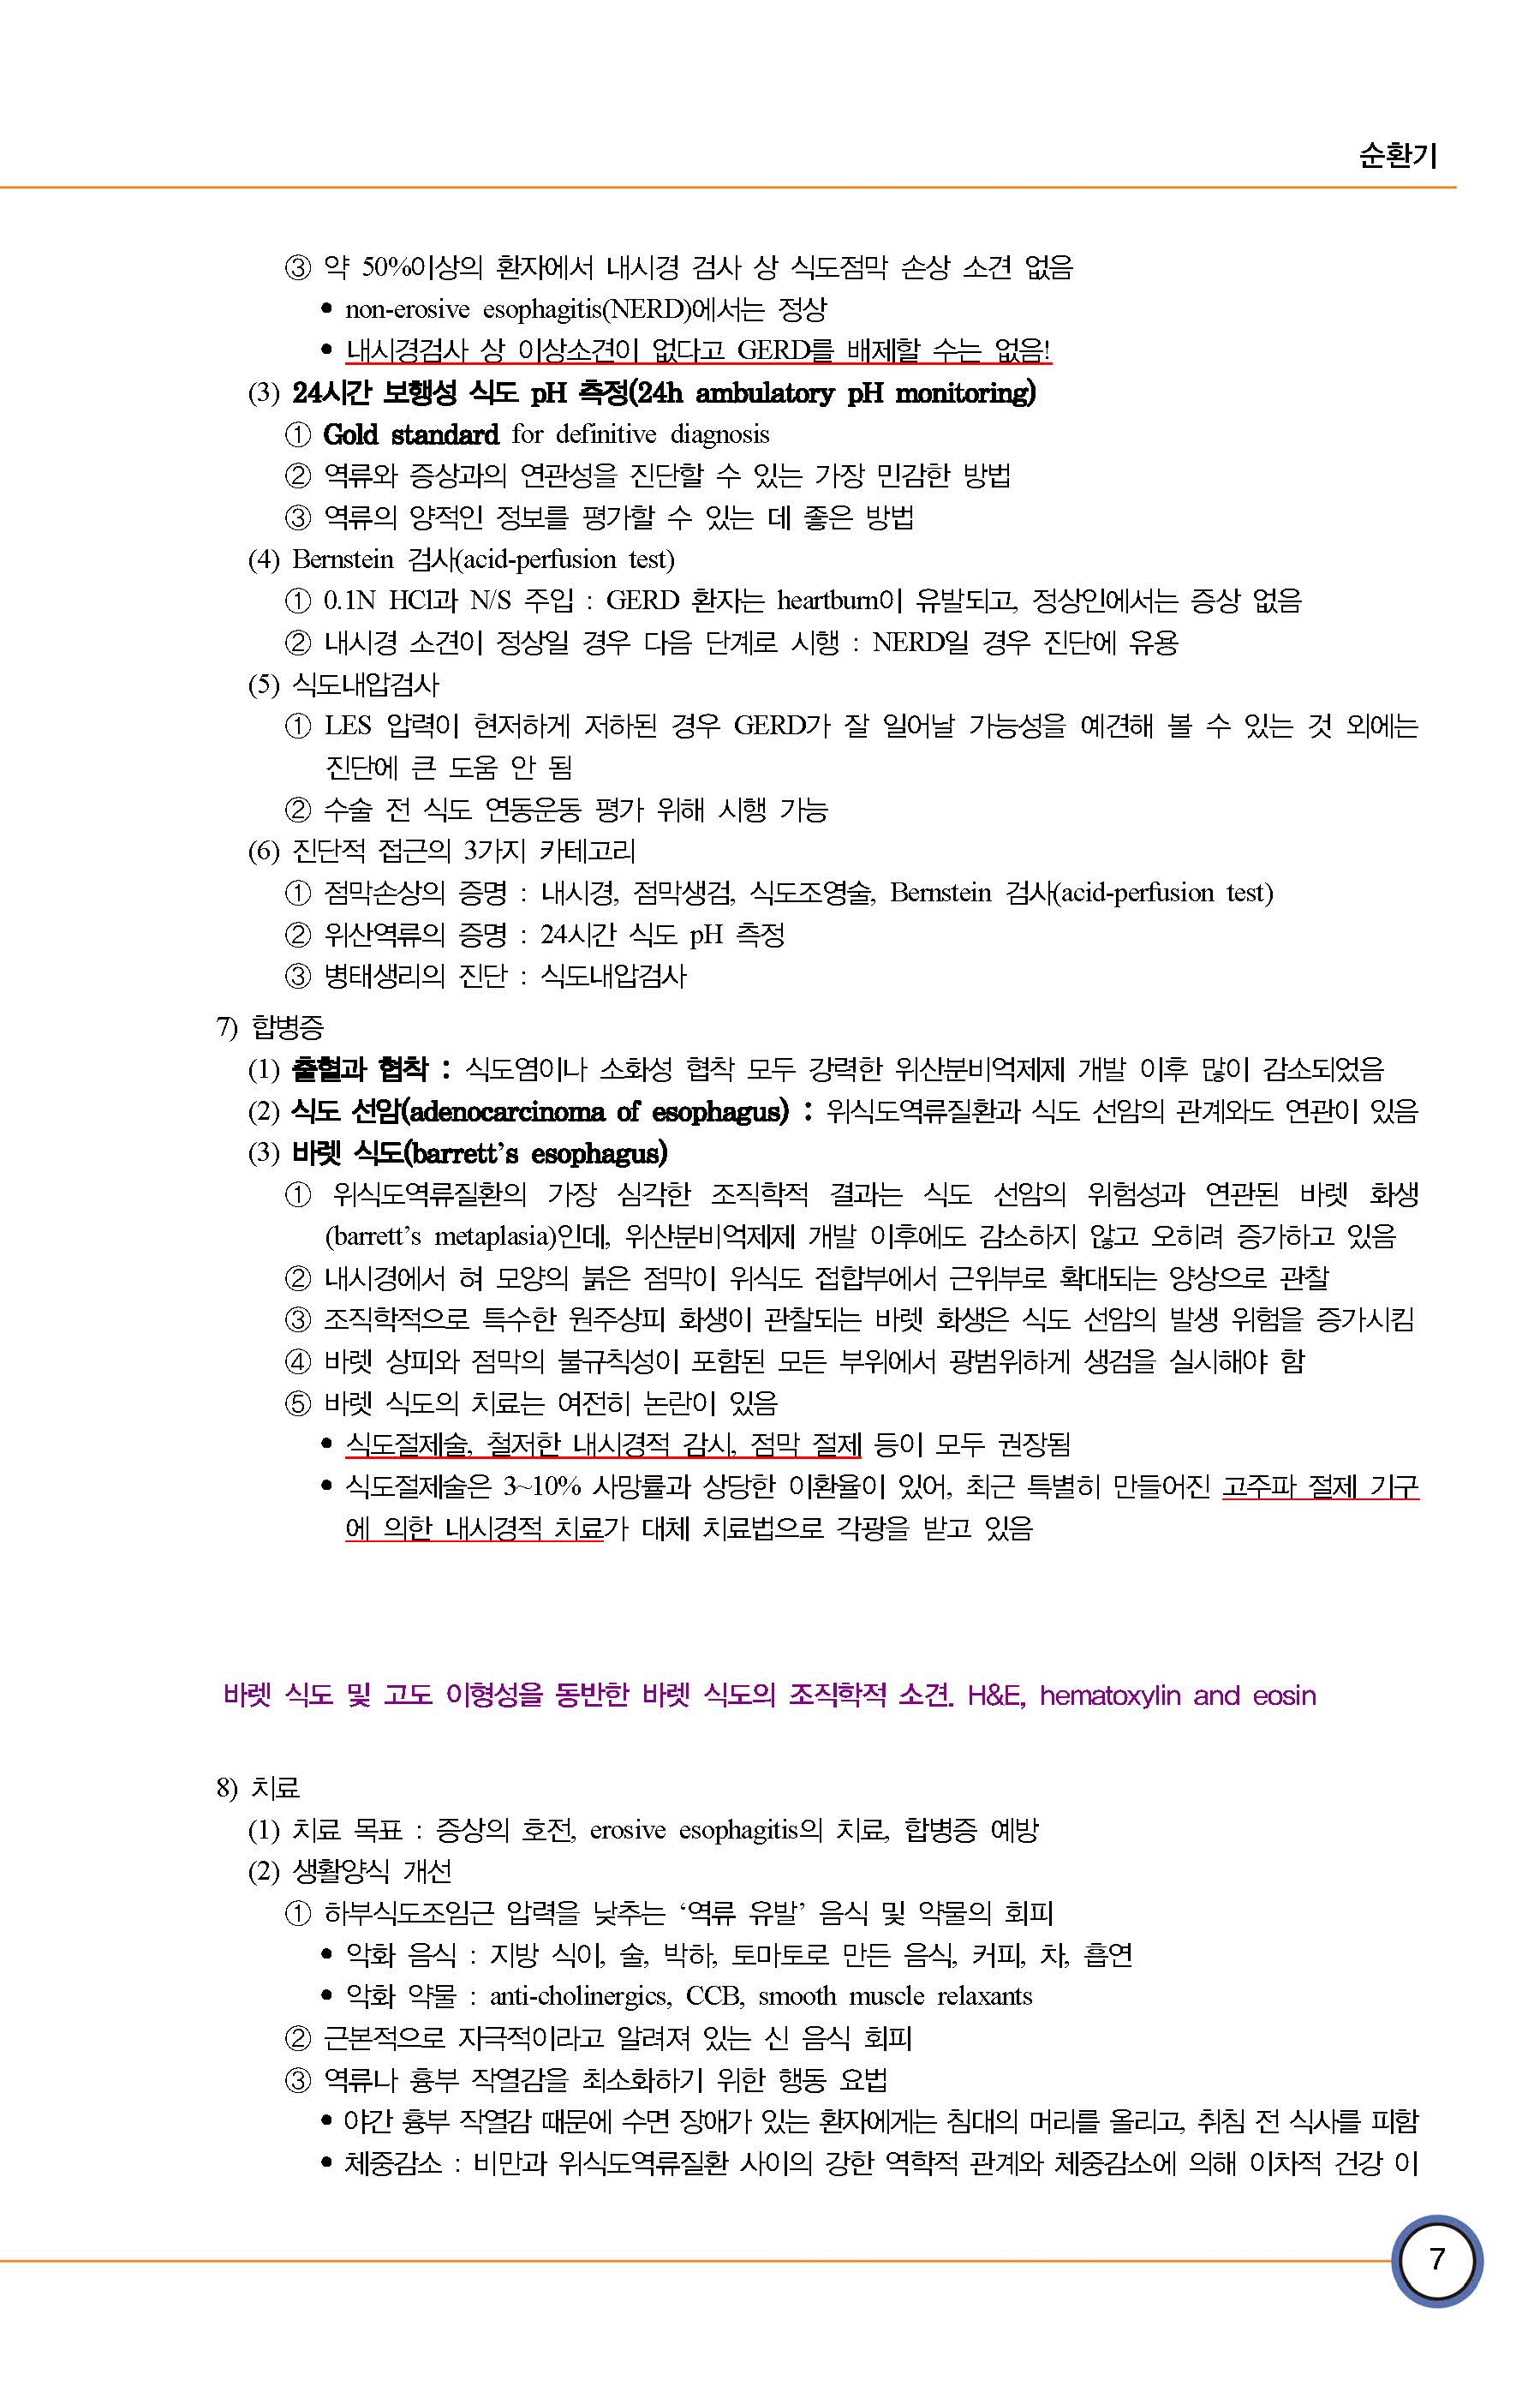 순환기
③ 약 50%이상의 환자에서 내시경 검사 상 식도점막 손상 소견 없음
• non-erosive esophagitis(NERD)에서는 정상
• 내시경검사 상 이상소견이 없다고 GERD를 배제할 수는 없음!
(3) 24시간 보행성 식도 pH 측정(24h ambulatory pH monitoring)
① Gold standard for definitive diagnosis
② 역류와 증상과의 연관성을 진단할 수 있는 가장 민감한 방법
③ 역류의 양적인 정보를 평가할 수 있는 데 좋은 방법
(4) Bernstein 검사(acid-perfusion test)
① 0.1N HCl과 N/S 주입 : GERD 환자는 heartburn이 유발되고, 정상인에서는 증상 없음
② 내시경 소견이 정상일 경우 다음 단계로 시행 : NERD일 경우 진단에 유용
(5) 식도내압검사
① LES 압력이 현저하게 저하된 경우 GERD가 잘 일어날 가능성을 예견해 볼 수 있는 것 외에는
진단에 큰 도움 안 됨
② 수술 전 식도 연동운동 평가 위해 시행 가능
(6) 진단적 접근의 3가지 카테고리
① 점막손상의 증명 : 내시경, 점막생검, 식도조영술, Bernstein 검사(acid-perfusion test)
② 위산역류의 증명 : 24시간 식도 pH 측정
③ 병태생리의 진단 : 식도내압검사
7) 합병증
(1) 출혈과 협착 : 식도염이나 소화성 협착 모두 강력한 위산분비억제제 개발 이후 많이 감소되었음
(2) 식도 선암(adenocarcinoma of esophagus) : 위식도역류질환과 식도 선암의 관계와도 연관이 있음
(3) 바렛 식도(barrett’s esophagus)
① 위식도역류질환의 가장 심각한 조직학적 결과는 식도 선암의 위험성과 연관된 바렛 화생
(barrett’s metaplasia)인데, 위산분비억제제 개발 이후에도 감소하지 않고 오히려 증가하고 있음
② 내시경에서 혀 모양의 붉은 점막이 위식도 접합부에서 근위부로 확대되는 양상으로 관찰
③ 조직학적으로 특수한 원주상피 화생이 관찰되는 바렛 화생은 식도 선암의 발생 위험을 증가시킴
④ 바렛 상피와 점막의 불규칙성이 포함된 모든 부위에서 광범위하게 생검을 실시해야 함
⑤ 바렛 식도의 치료는 여전히 논란이 있음
• 식도절제술, 철저한 내시경적 감시, 점막 절제 등이 모두 권장됨
• 식도절제술은 3~10% 사망률과 상당한 이환율이 있어, 최근 특별히 만들어진 고주파 절제 기구
에 의한 내시경적 치료가 대체 치료법으로 각광을 받고 있음
바렛 식도 및 고도 이형성을 동반한 바렛 식도의 조직학적 소견. H&E, hematoxylin and eosin
8) 치료
(1) 치료 목표 : 증상의 호전, erosive esophagitis의 치료, 합병증 예방
(2) 생활양식 개선
① 하부식도조임근 압력을 낮추는 ‘역류 유발’ 음식 및 약물의 회피
• 악화 음식 : 지방 식이, 술, 박하, 토마토로 만든 음식, 커피, 차, 흡연
• 악화 약물 : anti-cholinergics, CCB, smooth muscle relaxants
② 근본적으로 자극적이라고 알려져 있는 신 음식 회피
③ 역류나 흉부 작열감을 최소화하기 위한 행동 요법
• 야간 흉부 작열감 때문에 수면 장애가 있는 환자에게는 침대의 머리를 올리고, 취침 전 식사를 피함
• 체중감소 : 비만과 위식도역류질환 사이의 강한 역학적 관계와 체중감소에 의해 이차적 건강 이
7